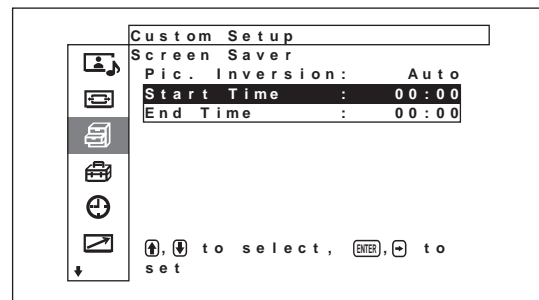 Custom Setup
Screen Saver
Pic. Inversion: Auto
Start Time : 00:00
End Time : 00:00
, to select, ENTER, to
set